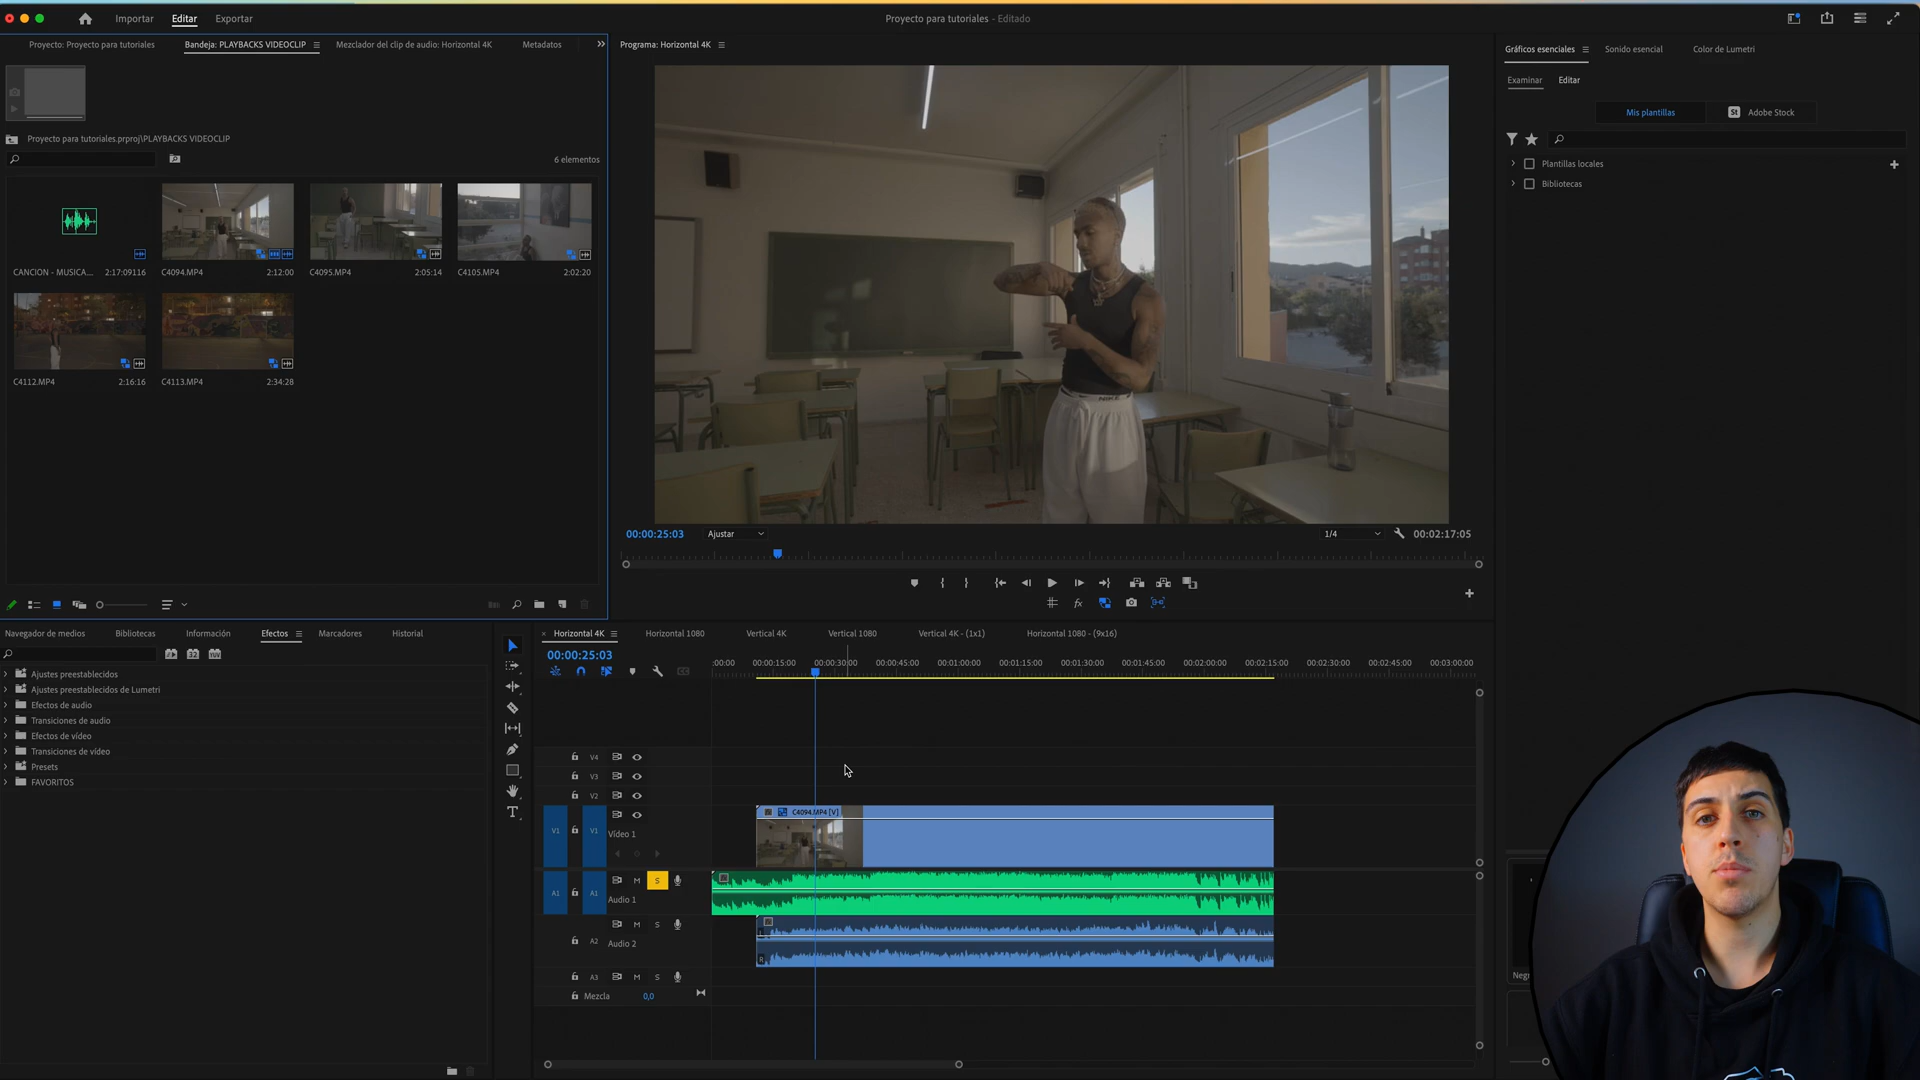 Importar Editar Exportar
Proyecto para tutoriales - Editado
Proyecto: Proyecto para tutoriales Bandeja: PLAYBACKS VIDEOCLIP Mezclador del clip de audio: Horizontal 4K Metadatos
Programa: Horizontal 4K
Gráficos esenciales Sonido esencial Color de Lumetri
Examinar Editar
Mis plantillas St Adobe Stock
Proyecto para tutoriales.prproj\PLAYBACKS VIDEOCLIP
6 elementos
Plantillas locales
Bibliotecas
CANCION - MUSICA... 2:17:09116
C4094.MP4 2:12:00
C4095.MP4 2:05:14
C4105.MP4 2:02:20
C4112.MP4 2:16:16
C4113.MP4 2:34:28
NIKE
00:00:25:03 Ajustar 1/4 00:02:17:05
fx
Navegador de medios Bibliotecas Información Efectos Marcadores Historial
Horizontal 4K Horizontal 1080 Vertical 4K Vertical 1080 Vertical 4K - (1x1) Horizontal 1080 - (9x16)
00:00:25:03
:00:00 00:00:15:00 00:00:30:00 00:00:45:00 00:01:00:00 00:01:15:00 00:01:30:00 00:01:45:00 00:02:00:00 00:02:15:00 00:02:30:00 00:02:45:00 00:03:00:00
32 YUV
Ajustes preestablecidos
Ajustes preestablecidos de Lumetri
Efectos de audio
Transiciones de audio
Efectos de vídeo
Transiciones de vídeo
Presets
FAVORITOS
V4
V3
V2
V1 V1 Vídeo 1
C4094.MP4 [V]
A1 A1 M S
Audio 1
A2 M S
Audio 2
L
R
A3 M S
Mezcla 0,0
Negr